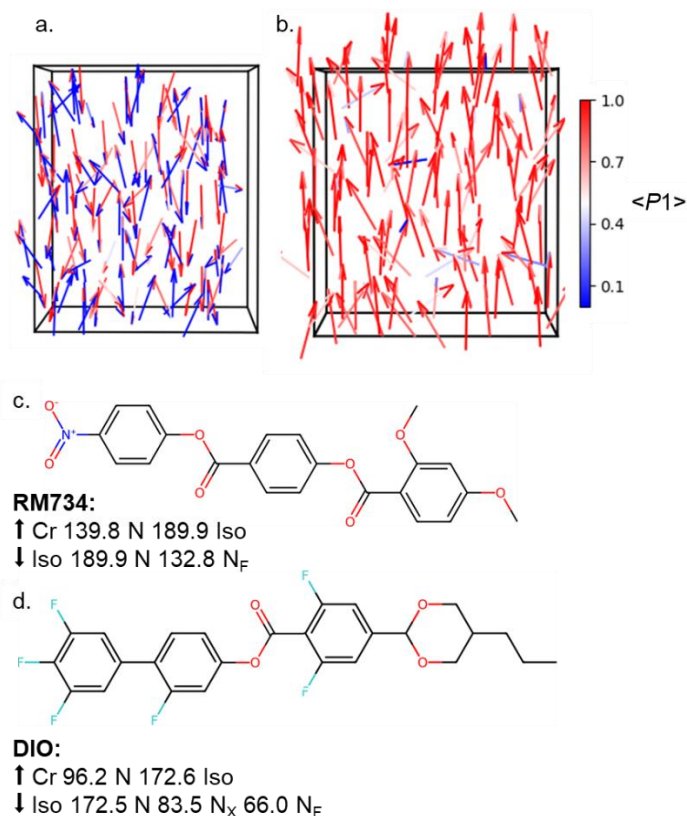 a.
b.
1.0
0.7
0.4
0.1
<P1>
c.
O-
N+
O
O
O
O
O
O
O
RM734:
⬆ Cr 139.8 N 189.9 Iso
⬇ Iso 189.9 N 132.8 NF
d.
F
F
F
F
O
O
F
F
O
O
DIO:
⬆ Cr 96.2 N 172.6 Iso
⬇ Iso 172.5 N 83.5 NX 66.0 NF